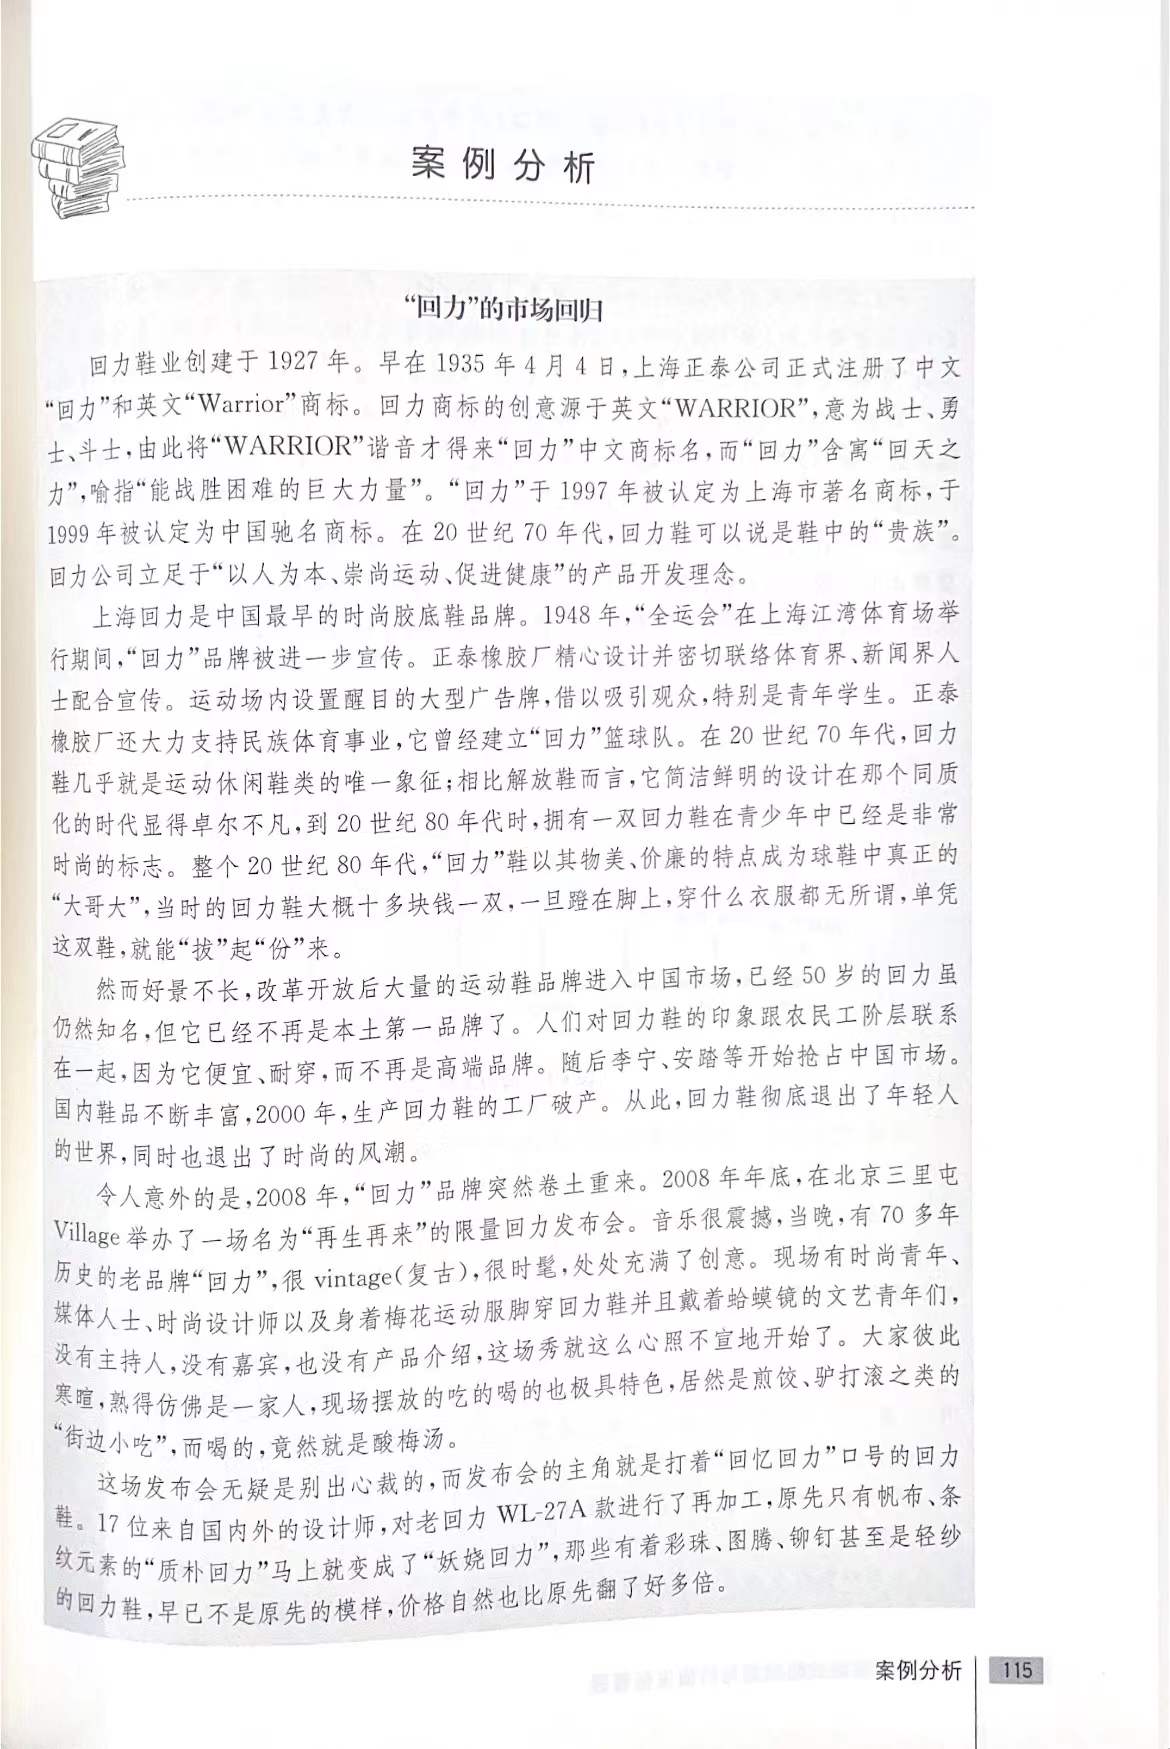 案例分析
“回力”的市场回归
回力鞋业创建于 1927 年。早在 1935 年 4 月 4 日,上海正泰公司正式注册了中文
“回力”和英文“Warrior”商标。回力商标的创意源于英文“WARRIOR”,意为战士、勇
士、斗士,由此将“WARRIOR”谐音才得来“回力”中文商标名,而“回力”含寓“回天之
力”,喻指“能战胜困难的巨大力量”。“回力”于 1997 年被认定为上海市著名商标,于
1999 年被认定为中国驰名商标。在 20 世纪 70 年代,回力鞋可以说是鞋中的“贵族”。
回力公司立足于“以人为本、崇尚运动、促进健康”的产品开发理念。
上海回力是中国最早的时尚胶底鞋品牌。1948 年,“全运会”在上海江湾体育场举
行期间,“回力”品牌被进一步宣传。正泰橡胶厂精心设计并密切联络体育界、新闻界人
士配合宣传。运动场内设置醒目的大型广告牌,借以吸引观众,特别是青年学生。正泰
橡胶厂还大力支持民族体育事业,它曾经建立“回力”篮球队。在 20 世纪 70 年代,回力
鞋几乎就是运动休闲鞋类的唯一象征;相比解放鞋而言,它简洁鲜明的设计在那个同质
化的时代显得卓尔不凡,到 20 世纪 80 年代时,拥有一双回力鞋在青少年中已经是非常
时尚的标志。整个 20 世纪 80 年代,“回力”鞋以其物美、价廉的特点成为球鞋中真正的
“大哥大”,当时的回力鞋大概十多块钱一双,一旦蹬在脚上,穿什么衣服都无所谓,单凭
这双鞋,就能“拔”起“份”来。
然而好景不长,改革开放后大量的运动鞋品牌进入中国市场,已经 50 岁的回力虽
仍然知名,但它已经不再是本土第一品牌了。人们对回力鞋的印象跟农民工阶层联系
在一起,因为它便宜、耐穿,而不再是高端品牌。随后李宁、安踏等开始抢占中国市场。
国内鞋品不断丰富,2000 年,生产回力鞋的工厂破产。从此,回力鞋彻底退出了年轻人
的世界,同时也退出了时尚的风潮。
令人意外的是,2008 年,“回力”品牌突然卷土重来。2008 年年底,在北京三里屯
Village 举办了一场名为“再生再来”的限量回力发布会。音乐很震撼,当晚,有 70 多年
历史的老品牌“回力”,很 vintage(复古),很时髦,处处充满了创意。现场有时尚青年、
媒体人士、时尚设计师以及身着梅花运动服脚穿回力鞋并且戴着蛤蟆镜的文艺青年们,
没有主持人,没有嘉宾,也没有产品介绍,这场秀就这么心照不宣地开始了。大家彼此
寒暄,熟得仿佛是一家人,现场摆放的吃的喝的也极具特色,居然是煎饺、驴打滚之类的
“街边小吃”,而喝的,竟然就是酸梅汤。
这场发布会无疑是别出心裁的,而发布会的主角就是打着“回忆回力”口号的回力
鞋。17 位来自国内外的设计师,对老回力 WL-27A 款进行了再加工,原先只有帆布、条
纹元素的“质朴回力”马上就变成了“妖娆回力”,那些有着彩珠、图腾、铆钉甚至是轻纱
的回力鞋,早已不是原先的模样,价格自然也比原先翻了好多倍。
案例分析 115